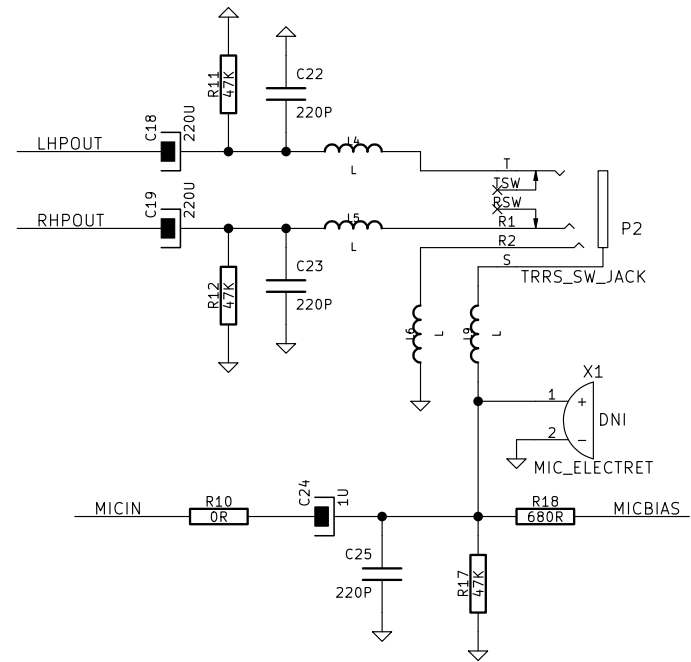 R11
47K
C22
220P
C18
220U
LHPOUT
L4
L
T
TSW
RSW
C19
220U
RHPOUT
L5
L
R1
R2
S
P2
TRRS_SW_JACK
R12
47K
C23
220P
L6
L
L9
L
X1
1
+
DNI
2
-
MIC_ELECTRET
MICIN
R10
0R
C24
1U
R18
680R
MICBIAS
C25
220P
R17
47K